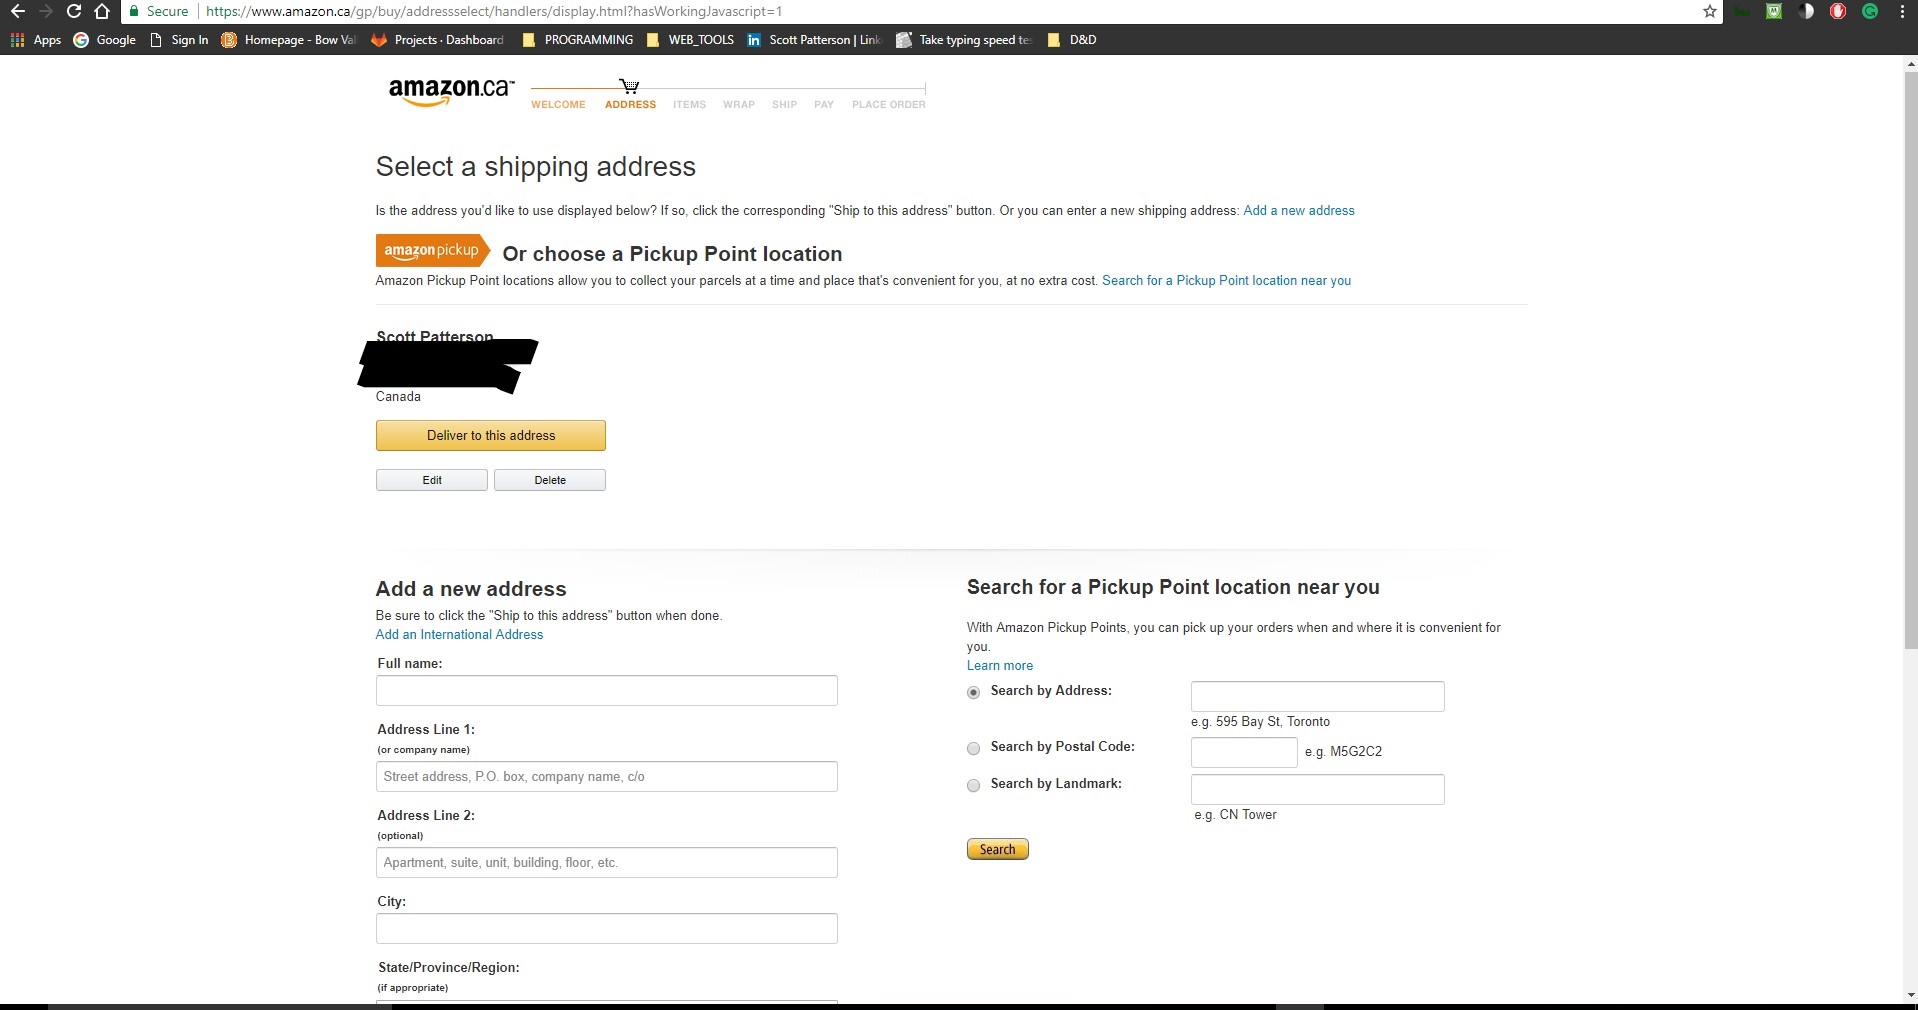 Secure https://www.amazon.ca/gp/buy/addressselect/handlers/display.html?hasWorkingJavascript=1
Apps Google Sign In Homepage - Bow Val Projects · Dashboard PROGRAMMING WEB_TOOLS Scott Patterson | Link Take typing speed tes D&D
amazon.ca™
WELCOME ADDRESS ITEMS WRAP SHIP PAY PLACE ORDER
Select a shipping address
Is the address you'd like to use displayed below? If so, click the corresponding "Ship to this address" button. Or you can enter a new shipping address: Add a new address
amazon pickup Or choose a Pickup Point location
Amazon Pickup Point locations allow you to collect your parcels at a time and place that's convenient for you, at no extra cost. Search for a Pickup Point location near you
Scott Patterson
Canada
Deliver to this address
Edit Delete
Add a new address
Be sure to click the "Ship to this address" button when done.
Add an International Address
Full name:
Address Line 1:
(or company name)
Street address, P.O. box, company name, c/o
Address Line 2:
(optional)
Apartment, suite, unit, building, floor, etc.
City:
State/Province/Region:
(if appropriate)
Search for a Pickup Point location near you
With Amazon Pickup Points, you can pick up your orders when and where it is convenient for
you.
Learn more
Search by Address:
e.g. 595 Bay St, Toronto
Search by Postal Code: e.g. M5G2C2
Search by Landmark:
e.g. CN Tower
Search